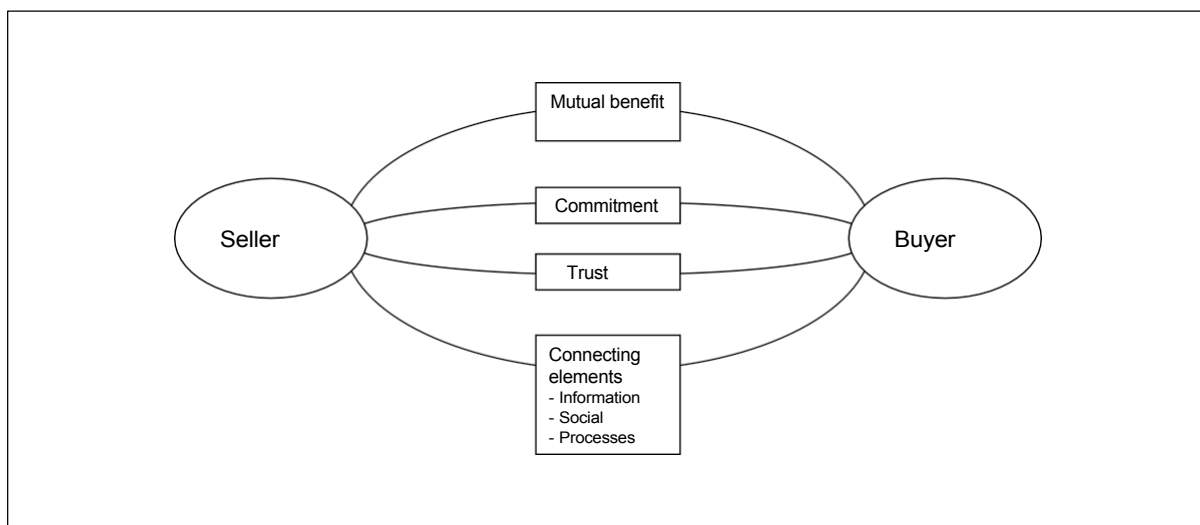 Mutual benefit
Commitment
Seller
Buyer
Trust
Connecting
elements
- Information
- Social
- Processes